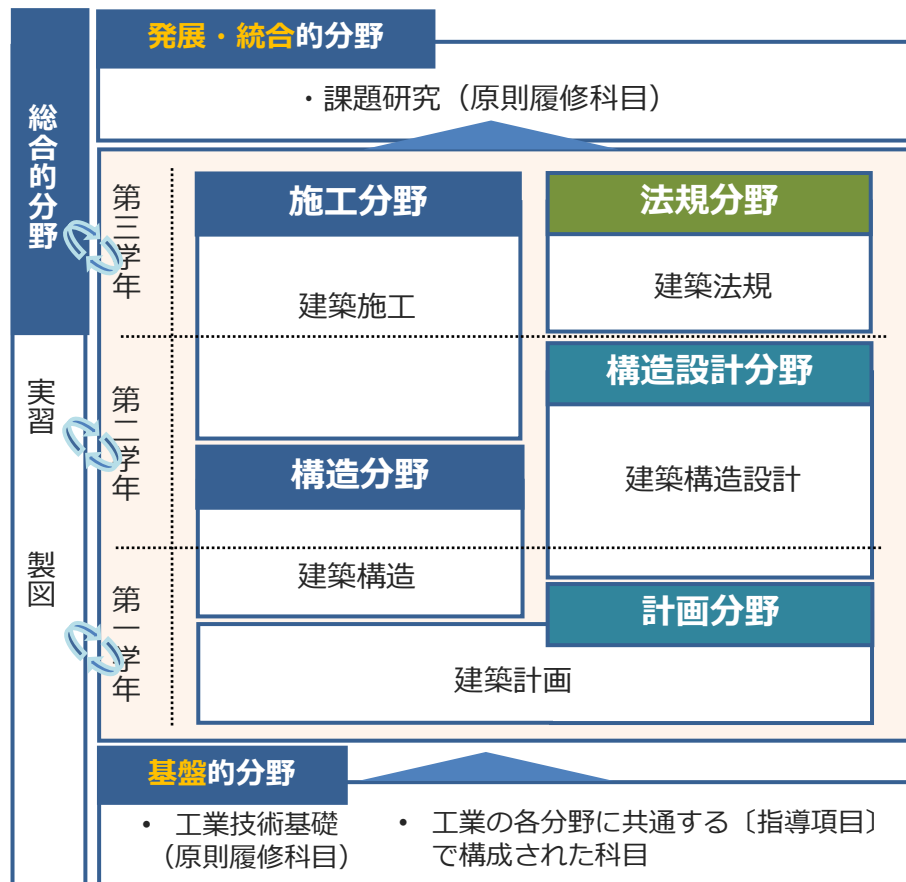 発展・統合的分野
・課題研究（原則履修科目）
総合的分野
実習
製図
第三学年
施工分野
建築施工
法規分野
建築法規
第二学年
構造設計分野
建築構造設計
構造分野
建築構造
第一学年
計画分野
建築計画
基盤的分野
• 工業技術基礎
（原則履修科目）
• 工業の各分野に共通する〔指導項目〕
で構成された科目